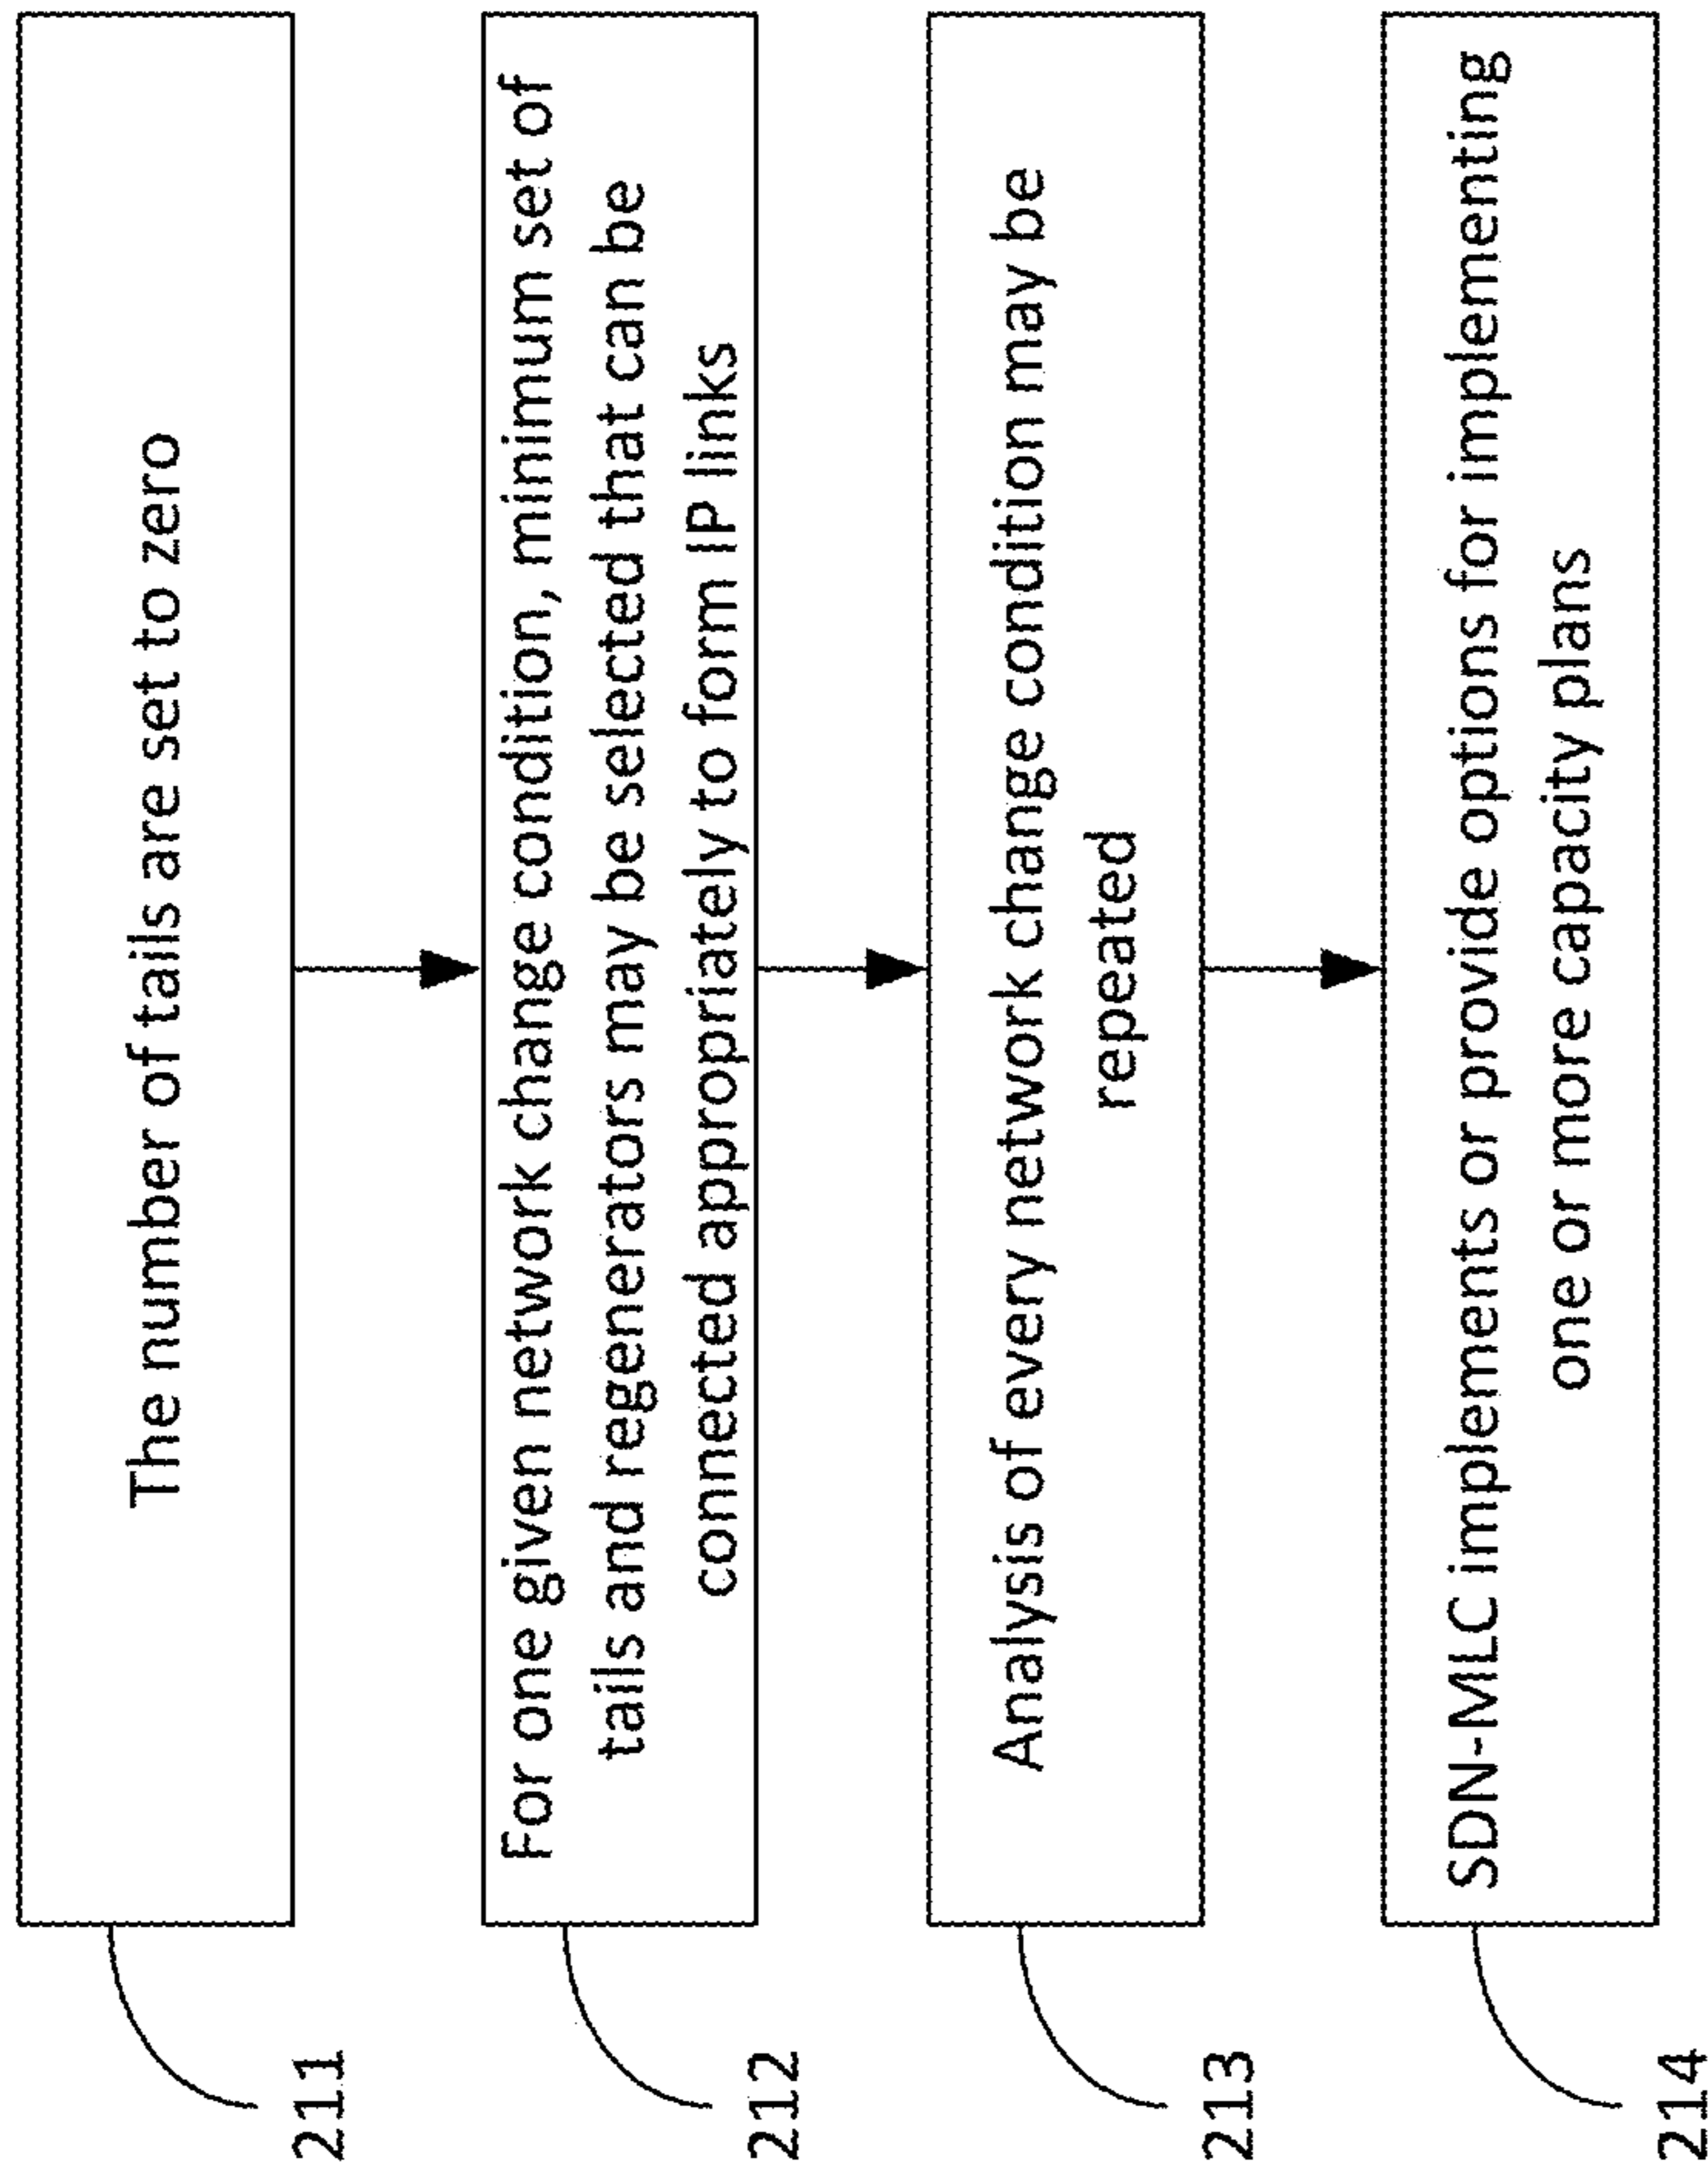 211
The number of tails are set to zero
212
For one given network change condition, minimum set of
tails and regenerators may be selected that can be
connected appropriately to form IP links
213
Analysis of every network change condition may be
repeated
214
SDN-MLC implements or provide options for implementing
one or more capacity plans